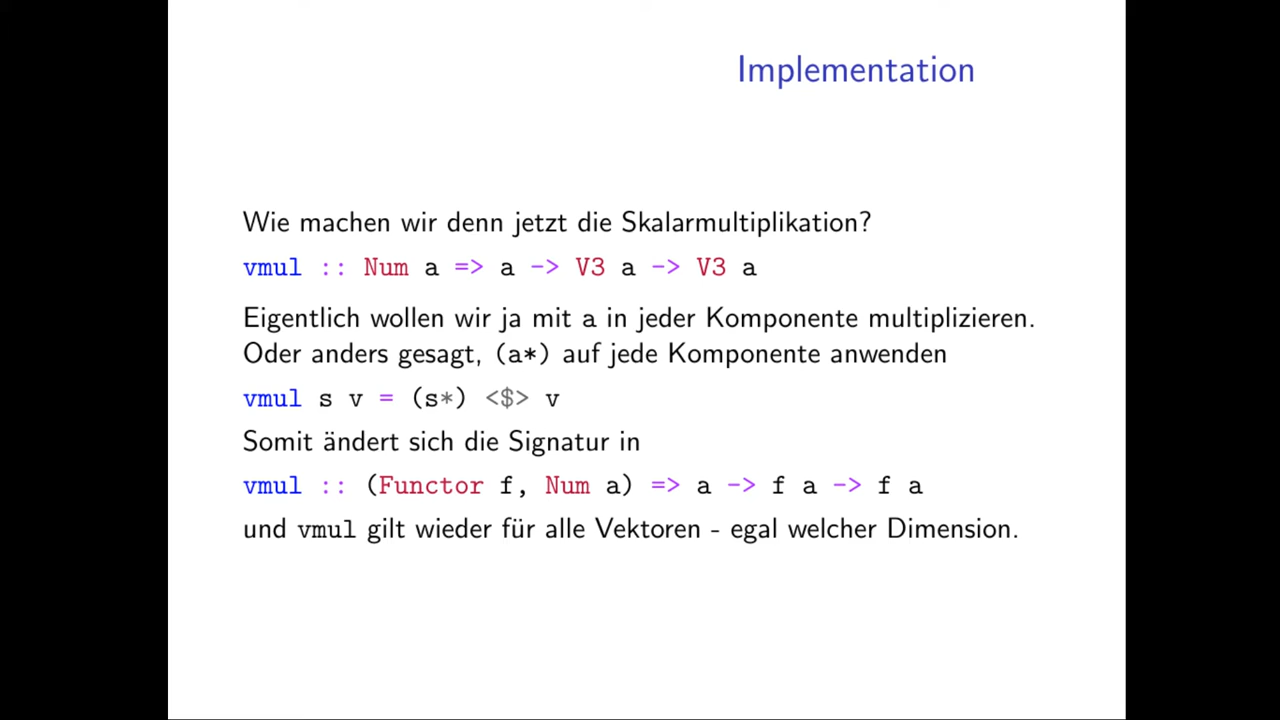 Implementation
Wie machen wir denn jetzt die Skalarmultiplikation?
vmul :: Num a => a -> V3 a -> V3 a
Eigentlich wollen wir ja mit a in jeder Komponente multiplizieren.
Oder anders gesagt, (a*) auf jede Komponente anwenden
vmul s v = (s*) <$> v
Somit ändert sich die Signatur in
vmul :: (Functor f, Num a) => a -> f a -> f a
und vmul gilt wieder für alle Vektoren - egal welcher Dimension.